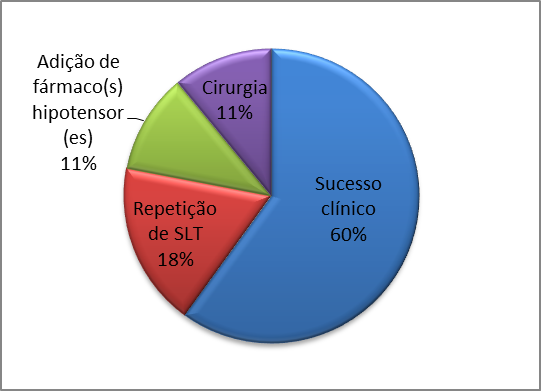 Adição de
fármaco(s)
hipotensor
(es)
11%
Cirurgia
11%
Sucesso
clínico
60%
Repetição
de SLT
18%